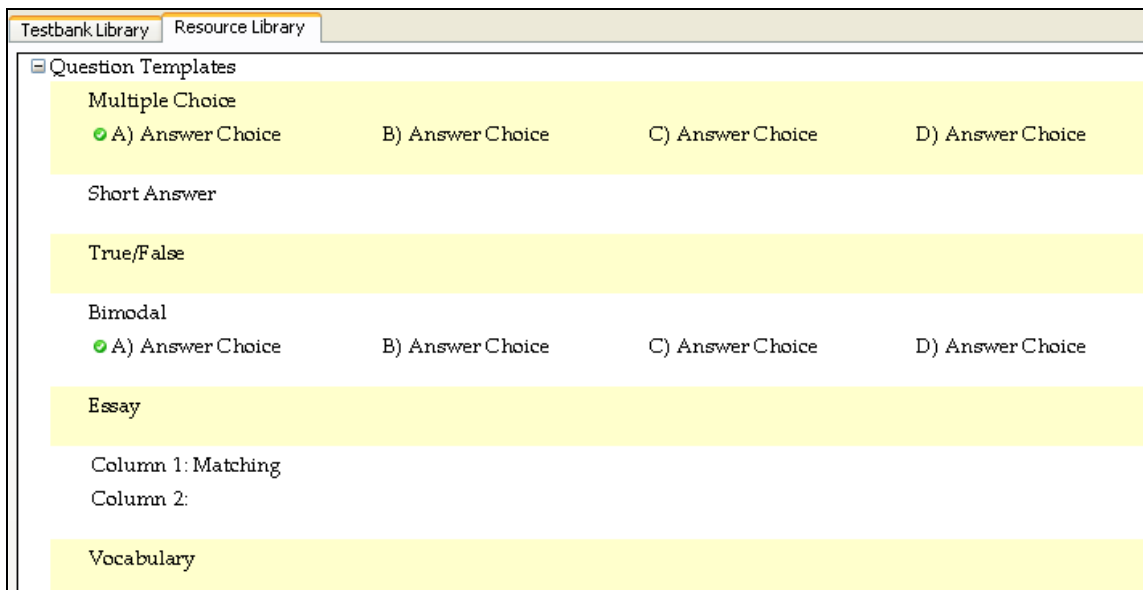 Testbank Library Resource Library
Question Templates
Multiple Choice
A) Answer Choice B) Answer Choice C) Answer Choice D) Answer Choice
Short Answer
True/False
Bimodal
A) Answer Choice B) Answer Choice C) Answer Choice D) Answer Choice
Essay
Column 1: Matching
Column 2:
Vocabulary